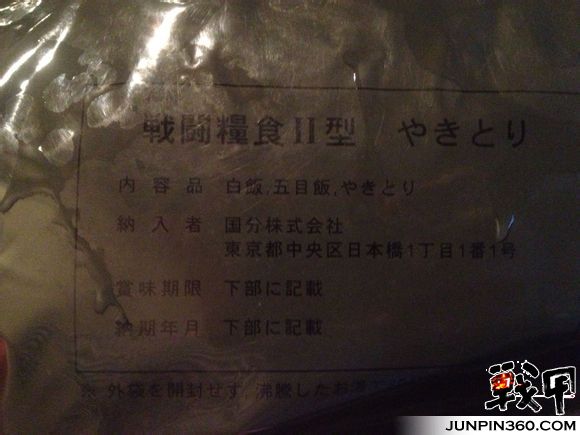 戦闘糧食II型 やきとり
内容品 白飯,五目飯,やきとり
納入者 国分株式会社
東京都中央区日本橋1丁目1番1号
賞味期限 下部に記載
納期年月 下部に記載
※ 外袋を開封せず、沸騰したお
戦甲
JUNPIN360.COM